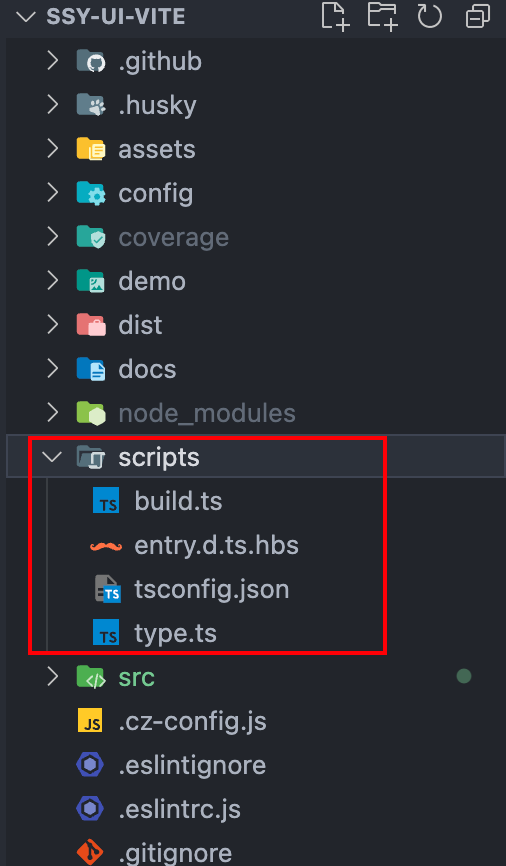 SSY-UI-VITE
.github
.husky
assets
config
coverage
demo
dist
docs
node_modules
scripts
TS build.ts
entry.d.ts.hbs
TS tsconfig.json
TS type.ts
src
JS .cz-config.js
.eslintignore
.eslintrc.js
.gitignore